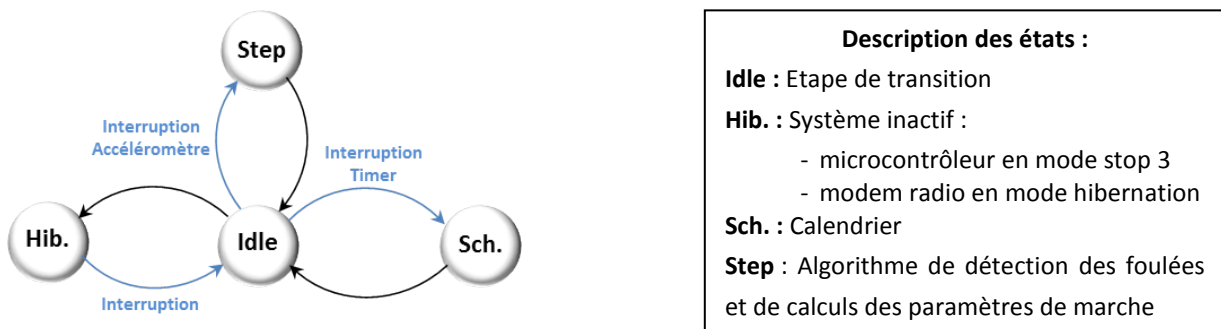 Step
Interruption
Accéléromètre
Interruption
Timer
Hib.
Idle
Sch.
Interruption
Description des états :
Idle : Etape de transition
Hib. : Système inactif :
- microcontrôleur en mode stop 3
- modem radio en mode hibernation
Sch. : Calendrier
Step : Algorithme de détection des foulées
et de calculs des paramètres de marche